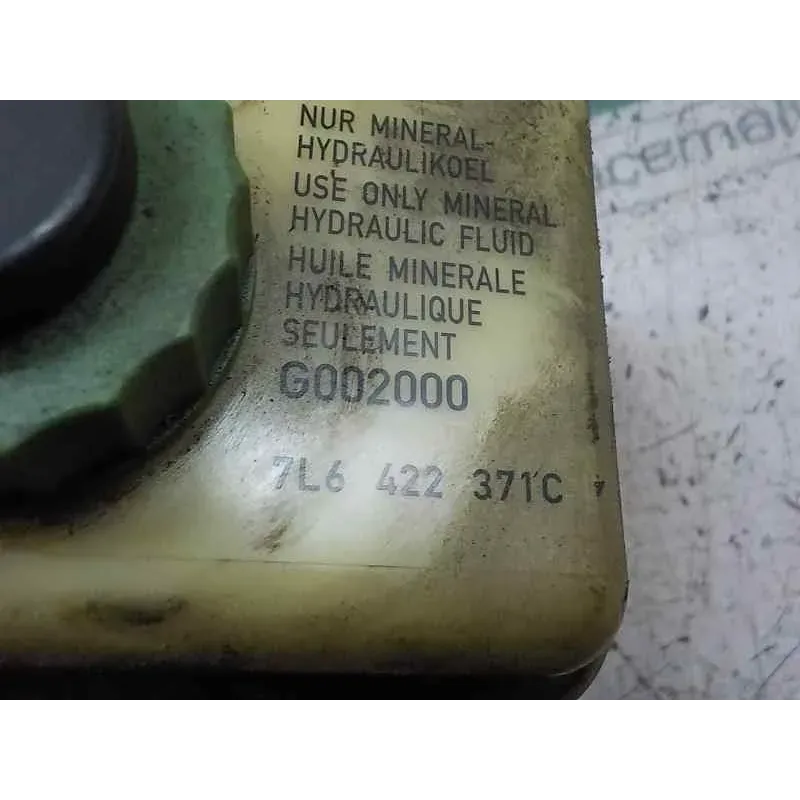 NUR MINERAL-
HYDRAULIKOEL
USE ONLY MINERAL
HYDRAULIC FLUID
HUILE MINERALE
HYDRAULIQUE
SEULEMENT
G002000
7L6 422 371C